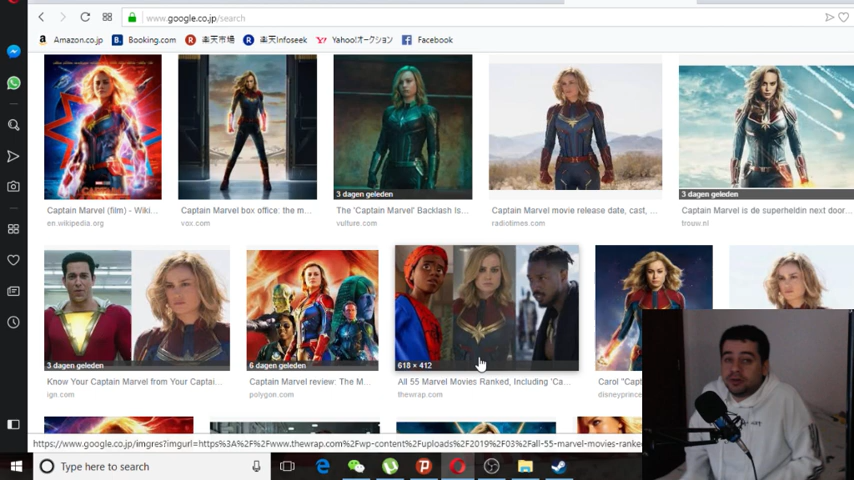 www.google.co.jp/search
Amazon.co.jp
Booking.com
楽天市場
楽天Infoseek
Yahoo!オークション
Facebook
3 dagen geleden
3 dagen geleden
Captain Marvel (film) - Wiki...
Captain Marvel box office: the m...
The 'Captain Marvel' Backlash Is...
Captain Marvel movie release date, cast, ...
Captain Marvel is de superheldin next door...
en.wikipedia.org
vox.com
vulture.com
radiotimes.com
trouw.nl
3 dagen geleden
6 dagen geleden
618 × 412
Know Your Captain Marvel from Your Captai...
Captain Marvel review: The M...
All 55 Marvel Movies Ranked, Including 'Ca...
Carol "Capt
ign.com
polygon.com
thewrap.com
disneyprince
https://www.google.co.jp/imgres?imgurl=https%3A%2F%2Fwww.thewrap.com%2Fwp-content%2Fuploads%2F2019%2F03%2Fall-55-marvel-movies-ranke
Type here to search